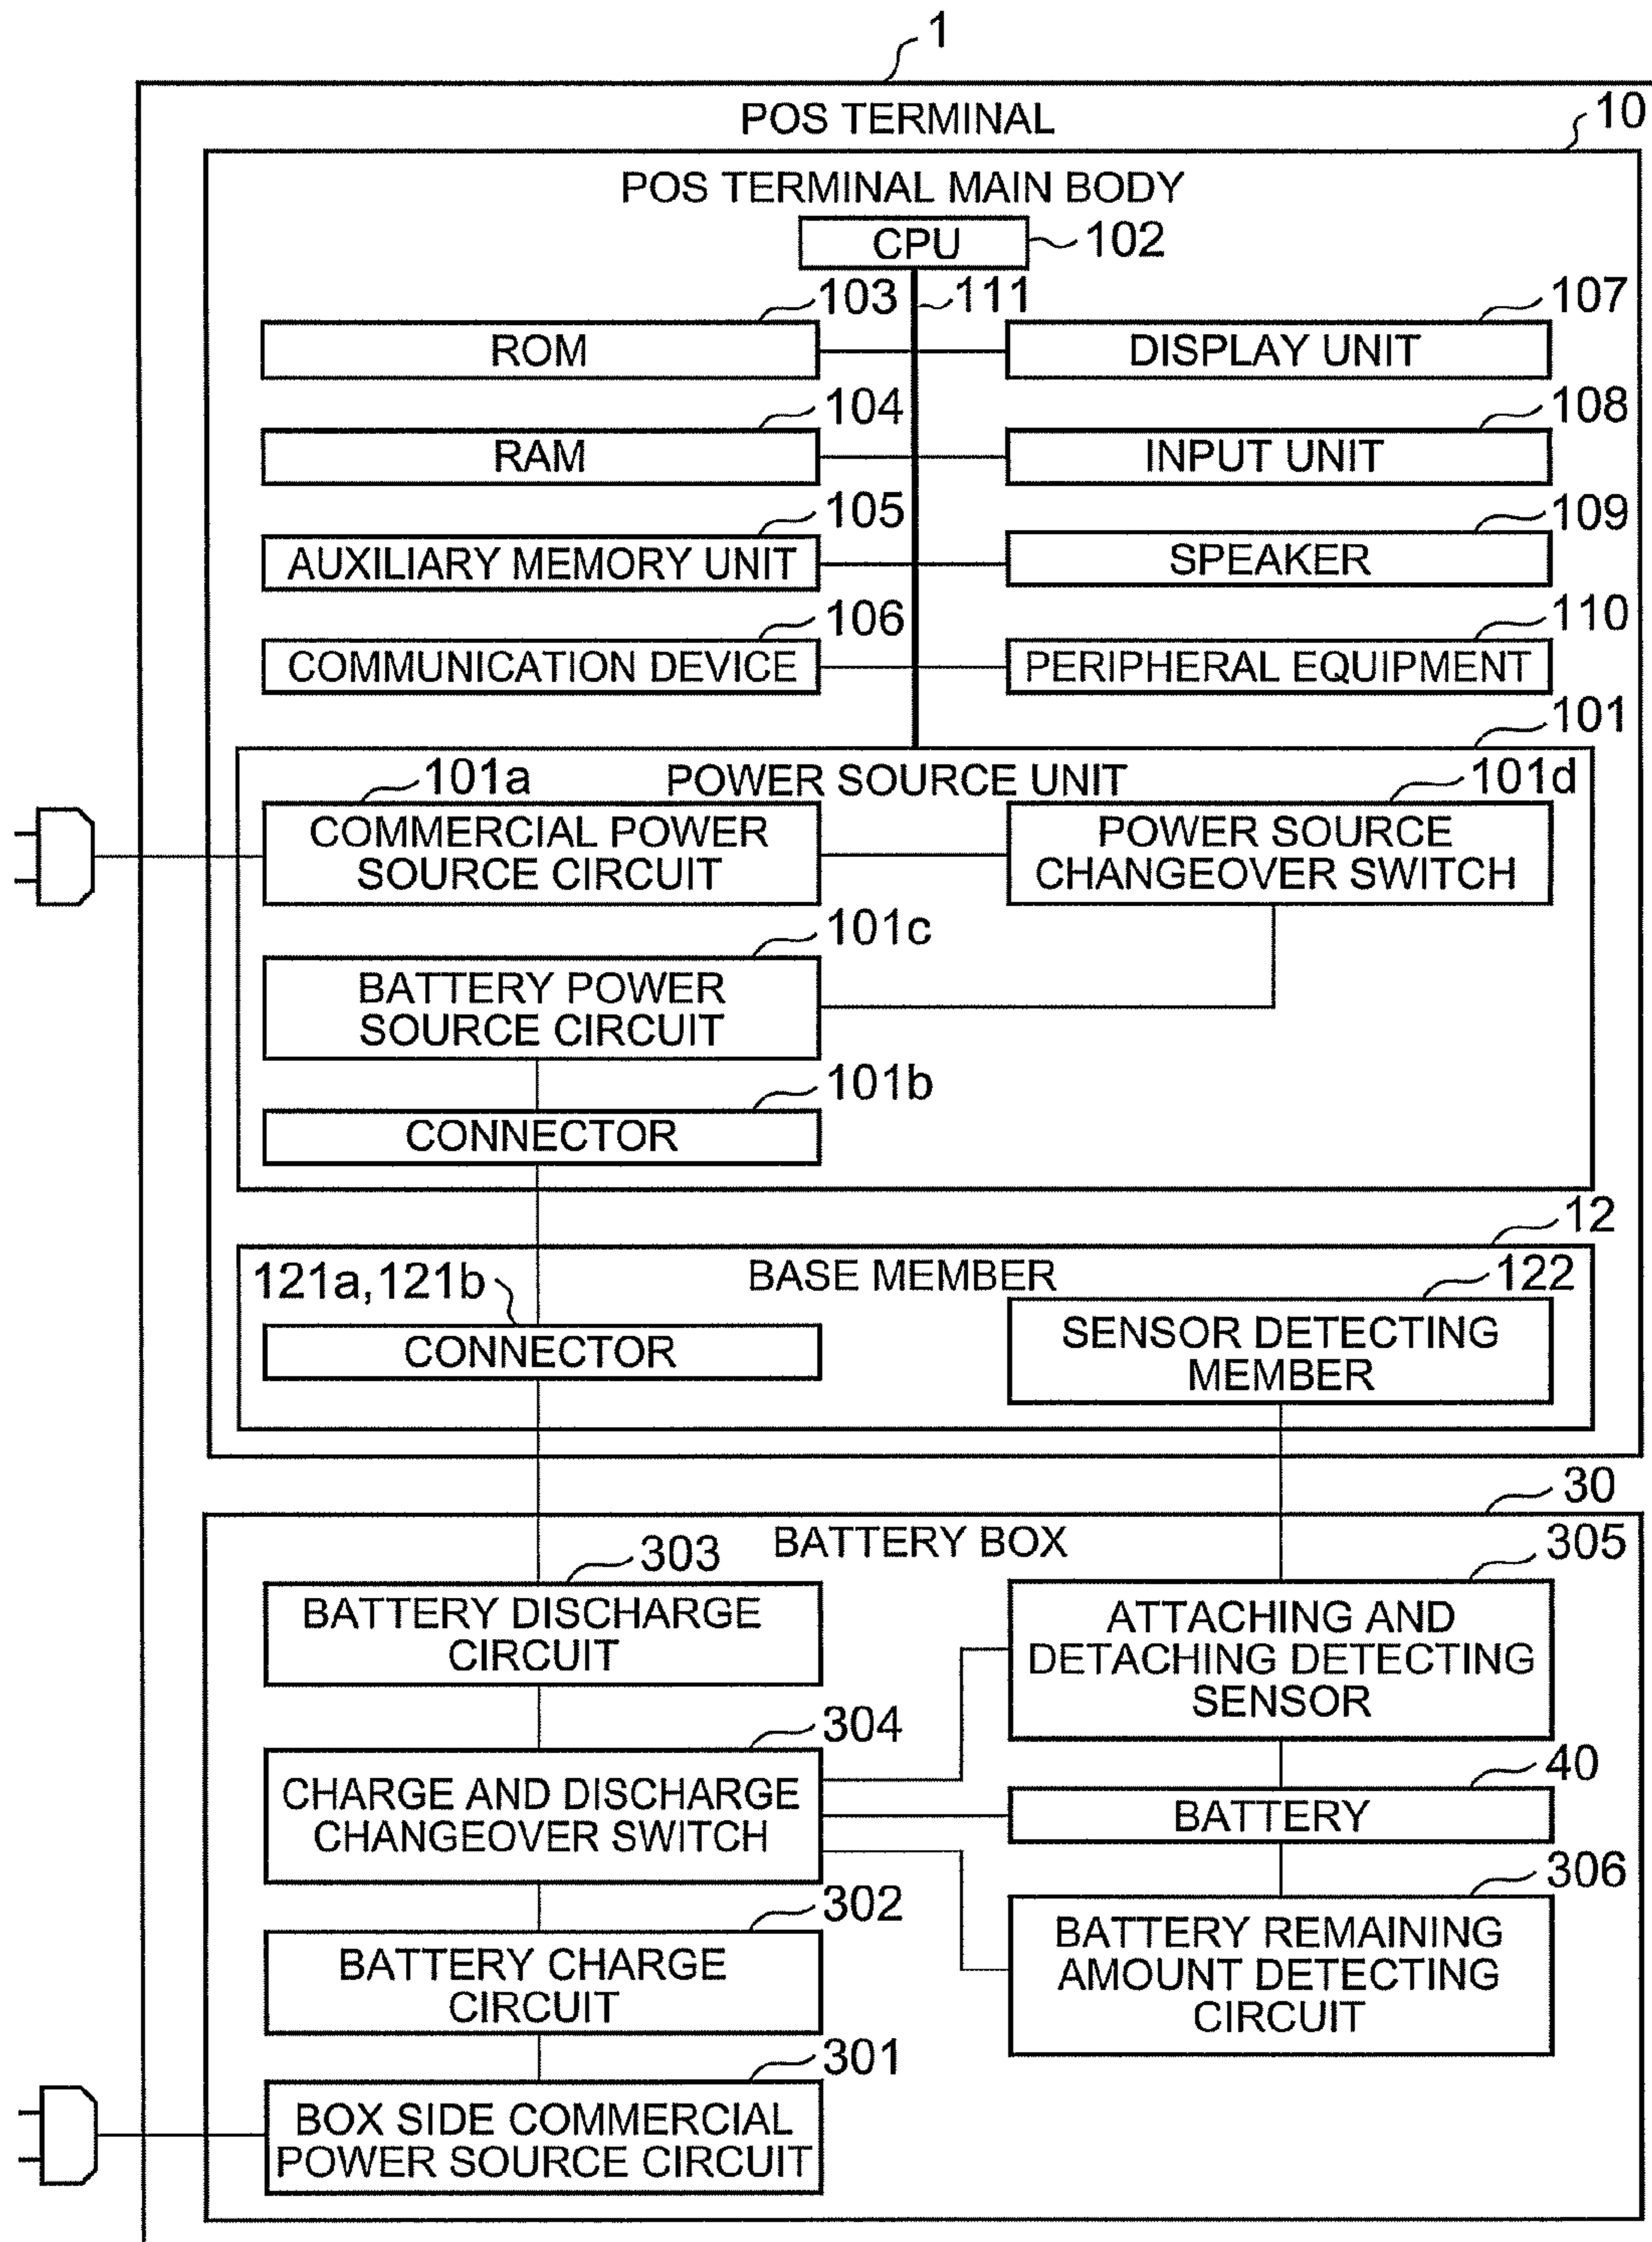 1
POS TERMINAL
10
POS TERMINAL MAIN BODY
CPU
102
103
111
107
ROM
DISPLAY UNIT
104
108
RAM
INPUT UNIT
105
109
AUXILIARY MEMORY UNIT
SPEAKER
106
110
COMMUNICATION DEVICE
PERIPHERAL EQUIPMENT
101
101a
POWER SOURCE UNIT
101d
COMMERCIAL POWER
SOURCE CIRCUIT
POWER SOURCE
CHANGEOVER SWITCH
101c
BATTERY POWER
SOURCE CIRCUIT
101b
CONNECTOR
12
121a,121b
BASE MEMBER
122
CONNECTOR
SENSOR DETECTING
MEMBER
30
BATTERY BOX
303
305
BATTERY DISCHARGE
CIRCUIT
ATTACHING AND
DETACHING DETECTING
SENSOR
304
40
CHARGE AND DISCHARGE
CHANGEOVER SWITCH
BATTERY
302
306
BATTERY CHARGE
CIRCUIT
BATTERY REMAINING
AMOUNT DETECTING
CIRCUIT
301
BOX SIDE COMMERCIAL
POWER SOURCE CIRCUIT